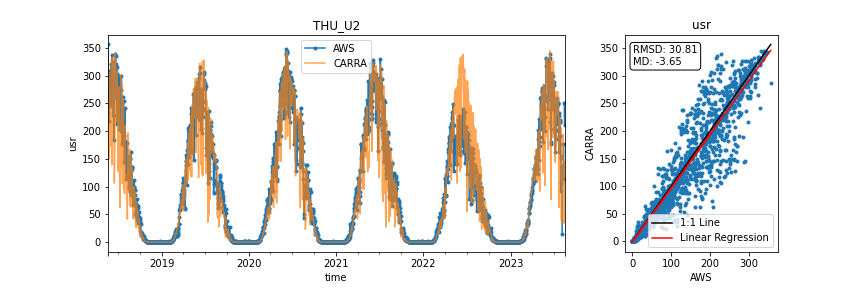 THU_U2
usr
350
300
250
200
150
100
50
0
AWS
CARRA
2019
2020
2021
2022
2023
time
usr
CARRA
350
300
250
200
150
100
50
0
RMSD: 30.81
MD: -3.65
1:1 Line
Linear Regression
0
100
200
300
AWS